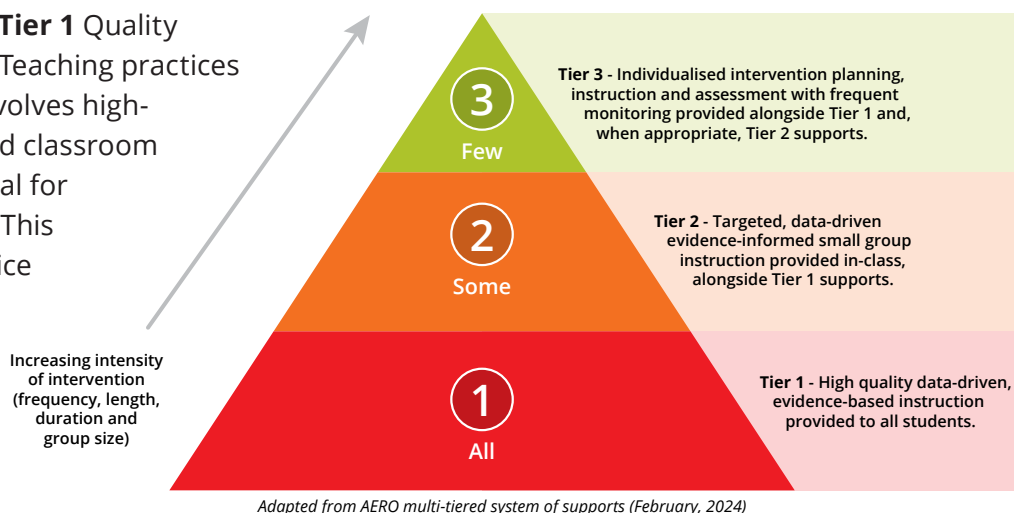 Tier 1 Quality
Teaching practices
volves high-
d classroom
al for
This
ice
Increasing intensity
of intervention
(frequency, length,
duration and
group size)
3
Few
Tier 3 - Individualised intervention planning,
instruction and assessment with frequent
monitoring provided alongside Tier 1 and,
when appropriate, Tier 2 supports.
2
Some
Tier 2 - Targeted, data-driven
evidence-informed small group
instruction provided in-class,
alongside Tier 1 supports.
1
All
Tier 1 - High quality data-driven,
evidence-based instruction
provided to all students.
Adapted from AERO multi-tiered system of supports (February, 2024)